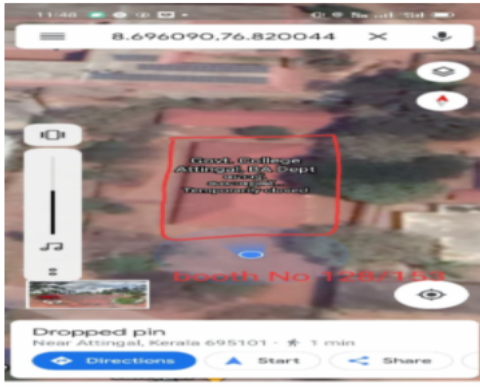 11:40
8.696090,76.820044
Govt. College
Attingal, BA Dept
Temporarily closed
booth No 128/153
Dropped pin
Near Attingal, Kerala 695101 · 1 min
Directions
Start
Share